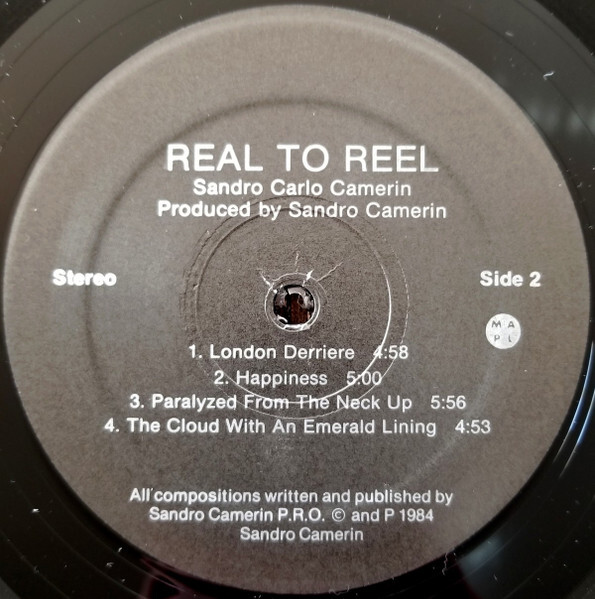 REAL TO REEL
Sandro Carlo Camerin
Produced by Sandro Camerin
Stereo
Side 2
M A
P L
1. London Derriere 4:58
2. Happiness 5:00
3. Paralyzed From The Neck Up 5:56
4. The Cloud With An Emerald Lining 4:53
All compositions written and published by
Sandro Camerin P.R.O. © and P 1984
Sandro Camerin